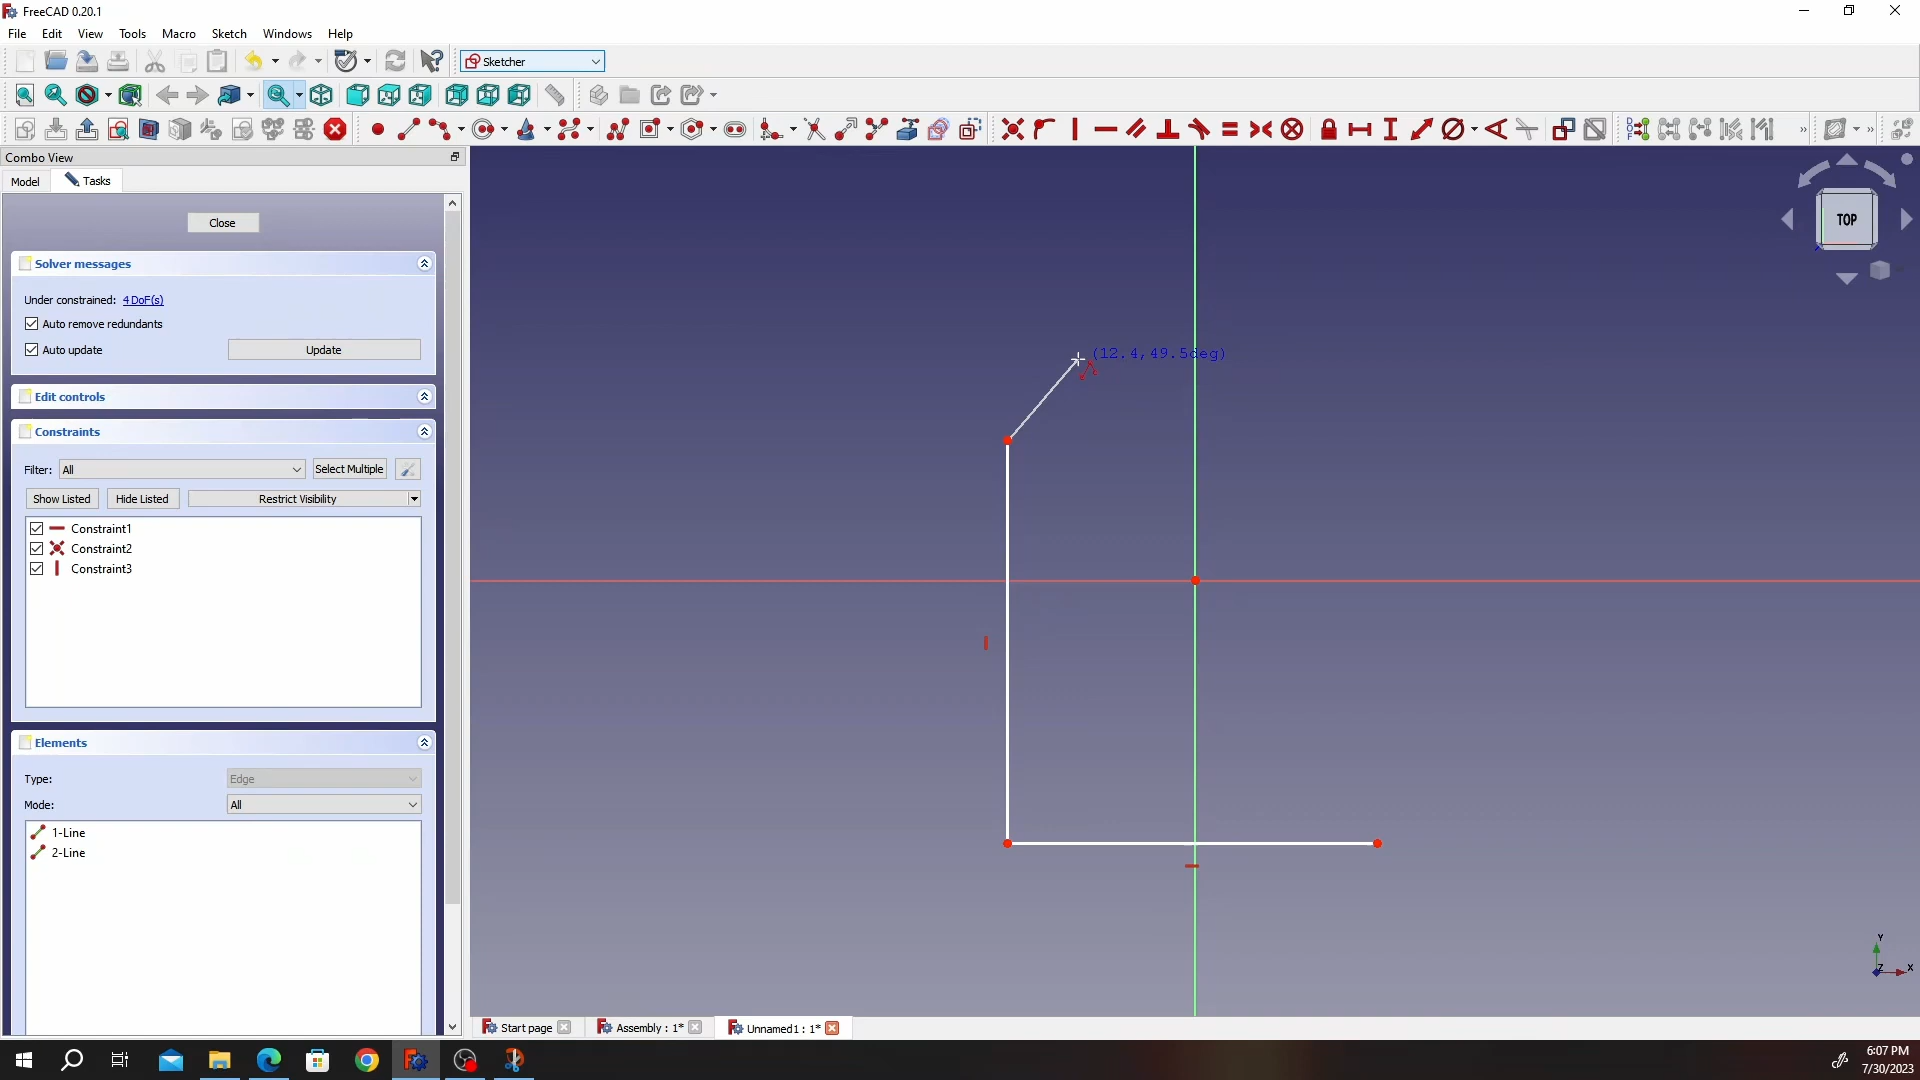 FreeCAD 0.20.1
File Edit View Tools Macro Sketch Windows Help
Sketcher
Combo View
Model Tasks
Close
Solver messages
Under constrained: 4 DoF(s)
Auto remove redundants
Auto update Update
Edit controls
Constraints
Filter: All Select Multiple
Show Listed Hide Listed Restrict Visibility
Constraint1
Constraint2
Constraint3
Elements
Type: Edge
Mode: All
1-Line
2-Line
(12.4,49.5deg)
TOP
Y
Z X
Start page Assembly : 1* Unnamed1 : 1*
6:07 PM
7/30/2023